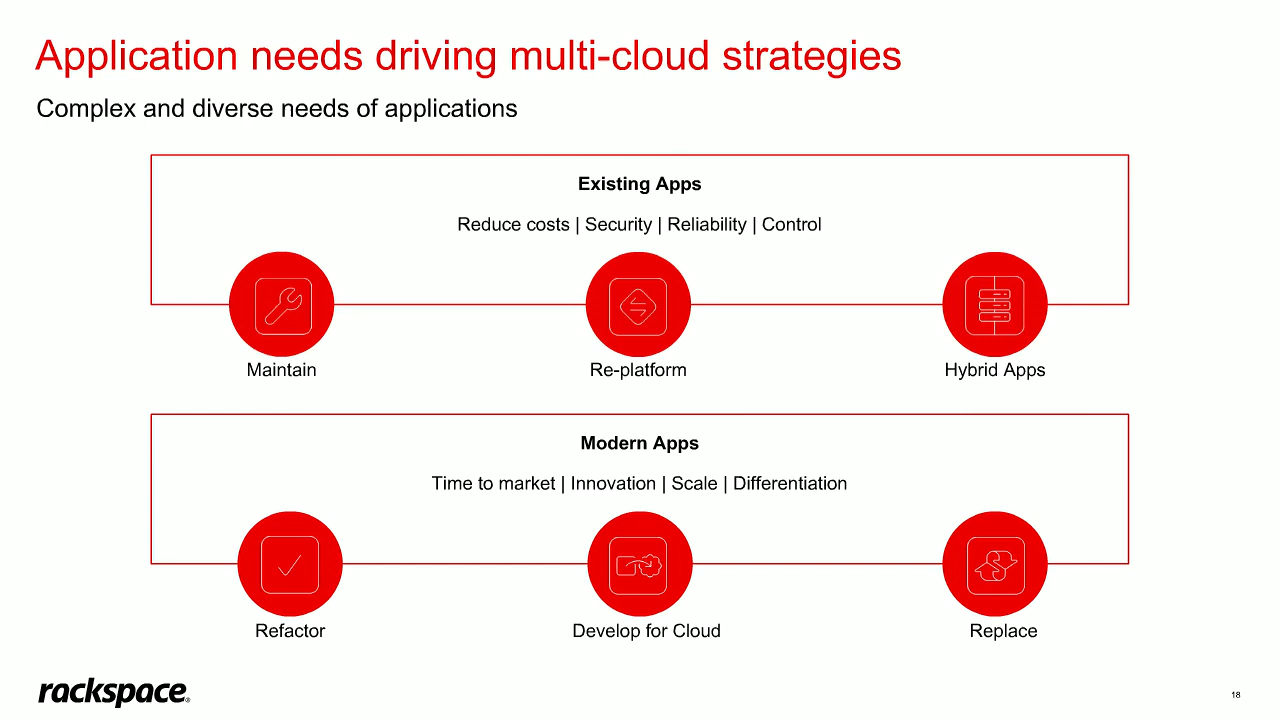 Application needs driving multi-cloud strategies
Complex and diverse needs of applications
Existing Apps
Reduce costs | Security | Reliability | Control
Maintain
Re-platform
Hybrid Apps
Modern Apps
Time to market | Innovation | Scale | Differentiation
Refactor
Develop for Cloud
Replace
rackspace®
18